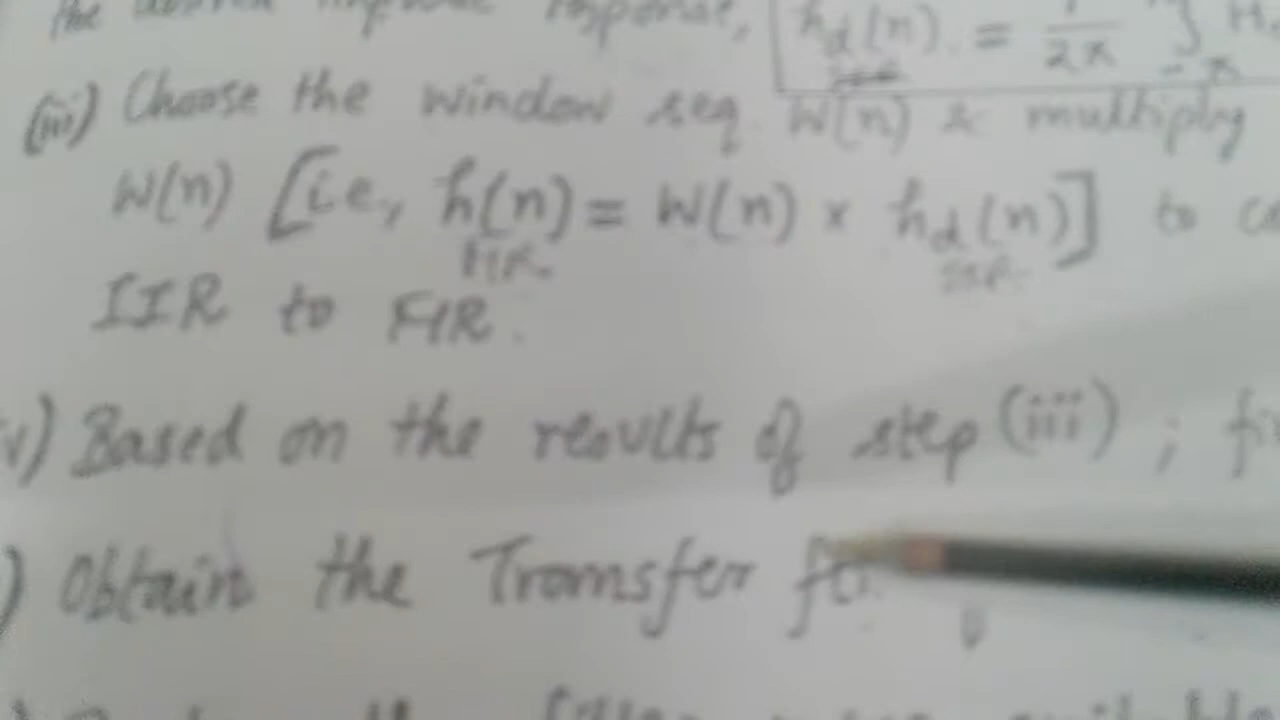 the desired impulse response, hd(n) = 1/2π ∫ -π H
(iii) Choose the window seq. W(n) & multiply
W(n) [ie, h(n) = W(n) × hd(n)] to
FIR IIR
IIR to FIR.
v) Based on the results of step (iii) ;
) Obtain the Transfer